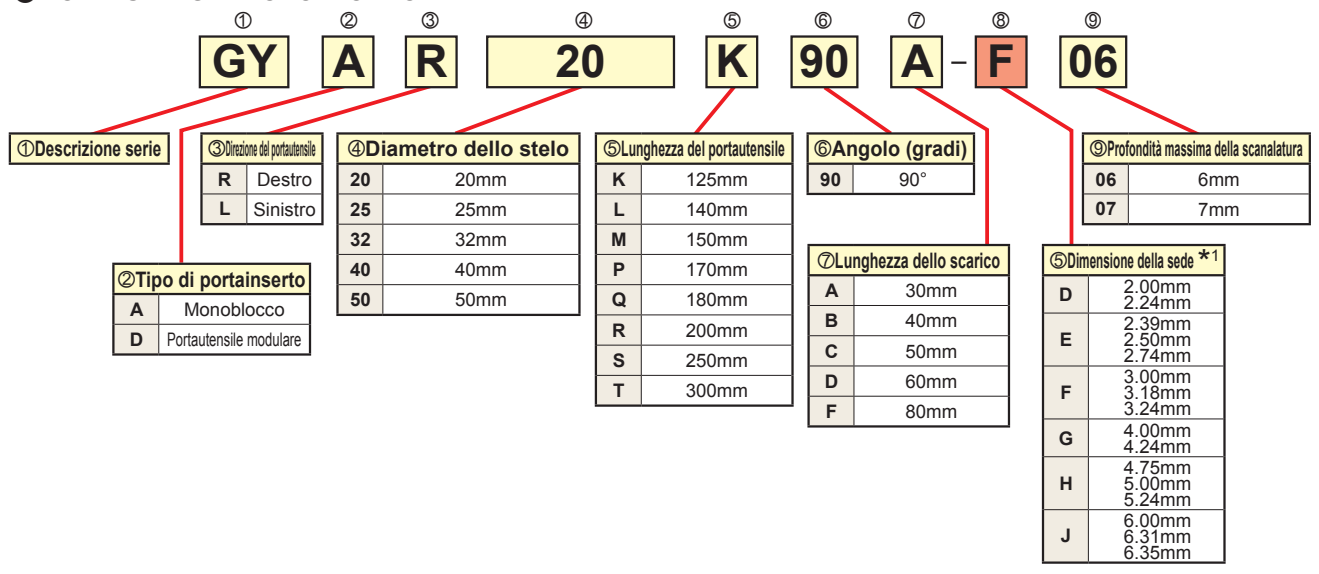 ① ② ③ ④ ⑤ ⑥ ⑦ ⑧ ⑨
GY A R 20 K 90 A – F 06
①Descrizione serie
②Tipo di portainserto
A Monoblocco
D Portautensile modulare
③Direzione del portautensile
R Destro
L Sinistro
④Diametro dello stelo
20 20mm
25 25mm
32 32mm
40 40mm
50 50mm
⑤Lunghezza del portautensile
K 125mm
L 140mm
M 150mm
P 170mm
Q 180mm
R 200mm
S 250mm
T 300mm
⑥Angolo (gradi)
90 90°
⑦Lunghezza dello scarico
A 30mm
B 40mm
C 50mm
D 60mm
F 80mm
⑤Dimensione della sede *1
D 2.00mm
2.24mm
E 2.39mm
2.50mm
2.74mm
F 3.00mm
3.18mm
3.24mm
G 4.00mm
4.24mm
H 4.75mm
5.00mm
5.24mm
J 6.00mm
6.31mm
6.35mm
⑨Profondità massima della scanalatura
06 6mm
07 7mm